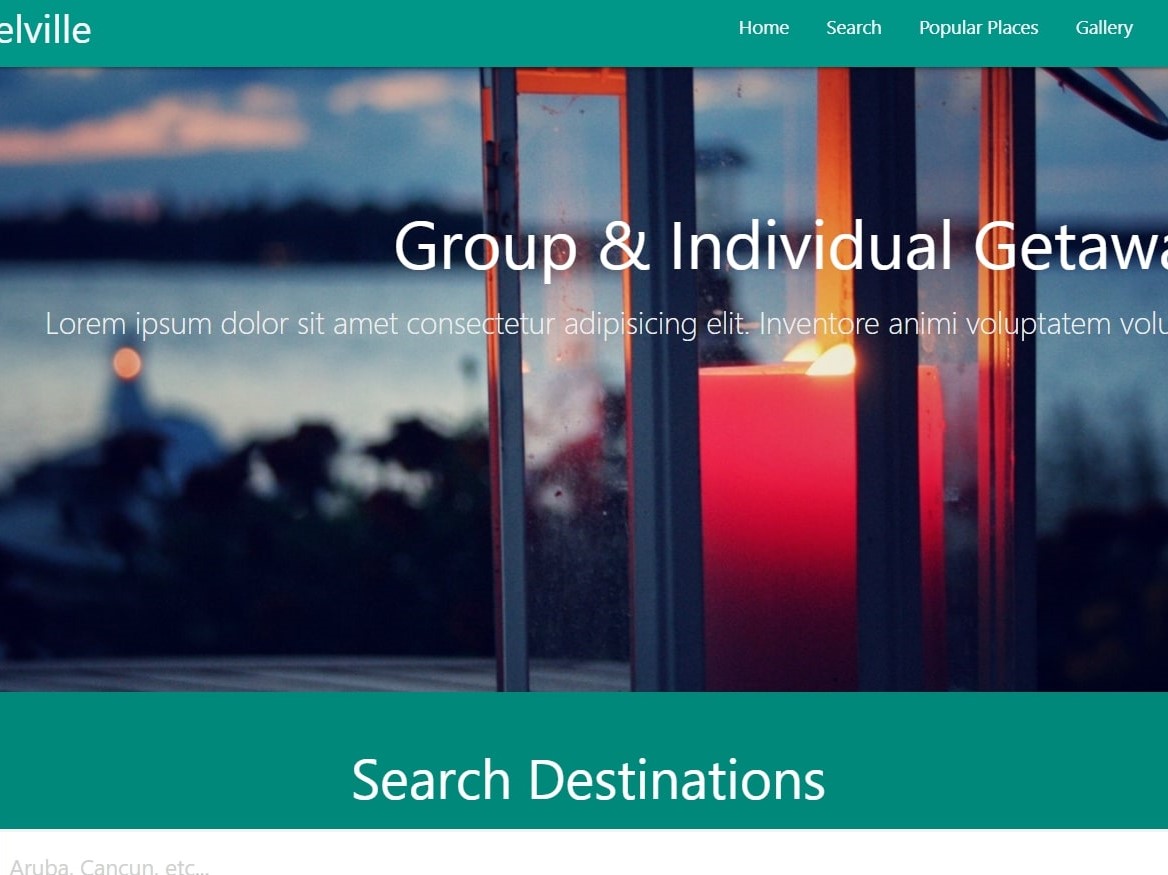 elville
Home Search Popular Places Gallery
Group & Individual Getawa
Lorem ipsum dolor sit amet consectetur adipisicing elit. Inventore animi voluptatem volu
Search Destinations
Aruba, Cancun, etc...